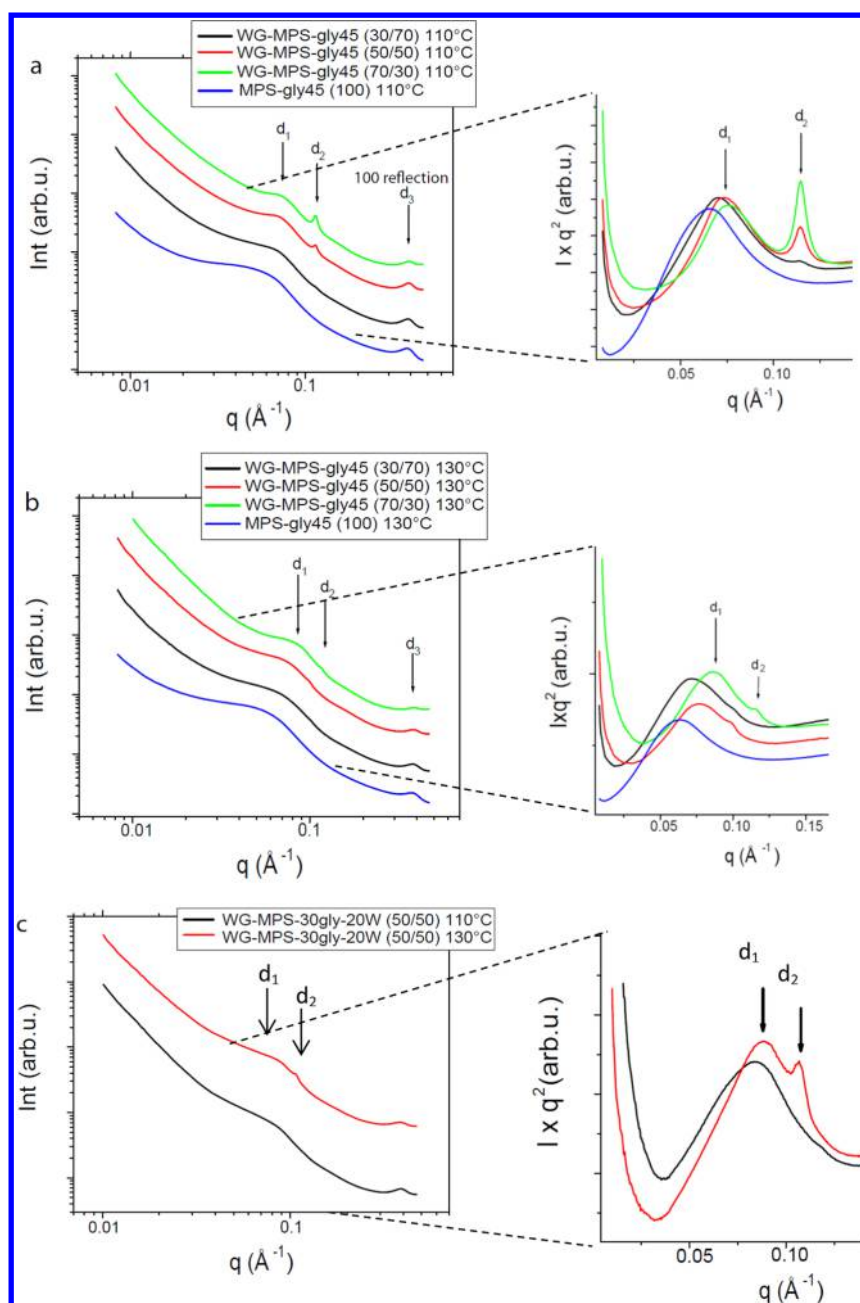 a
WG-MPS-gly45 (30/70) 110°C
WG-MPS-gly45 (50/50) 110°C
WG-MPS-gly45 (70/30) 110°C
MPS-gly45 (100) 110°C
d1
d2
100 reflection
d3
Int (arb.u.)
0.01
0.1
q (Å-1)
d1
d2
I x q2 (arb.u.)
0.05
0.10
q (Å-1)
b
WG-MPS-gly45 (30/70) 130°C
WG-MPS-gly45 (50/50) 130°C
WG-MPS-gly45 (70/30) 130°C
MPS-gly45 (100) 130°C
d1
d2
d3
Int (arb.u.)
0.01
0.1
q (Å-1)
d1
d2
Ixq2 (arb.u.)
0.05
0.10
0.15
q (Å-1)
c
WG-MPS-30gly-20W (50/50) 110°C
WG-MPS-30gly-20W (50/50) 130°C
d1
d2
Int (arb.u.)
0.01
0.1
q (Å-1)
d1
d2
I x q2 (arb.u.)
0.05
0.10
q (Å-1)